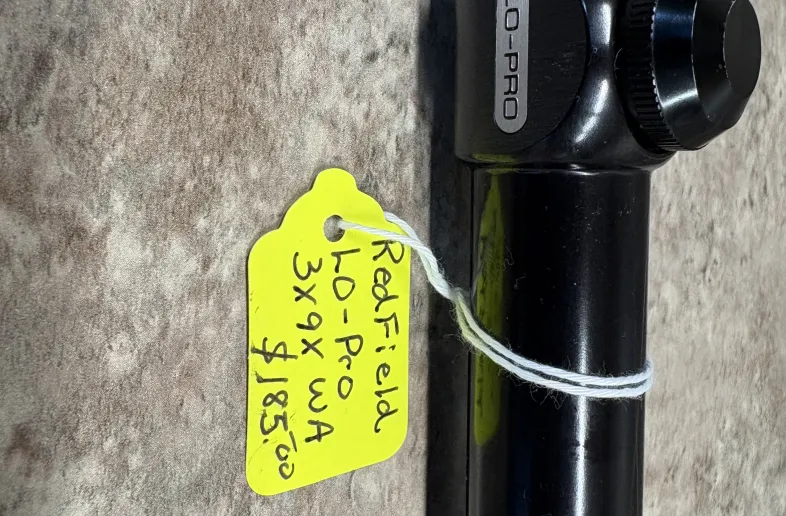 LO-PRO
RedField
LO-Pro
3x9x WA
$185.00